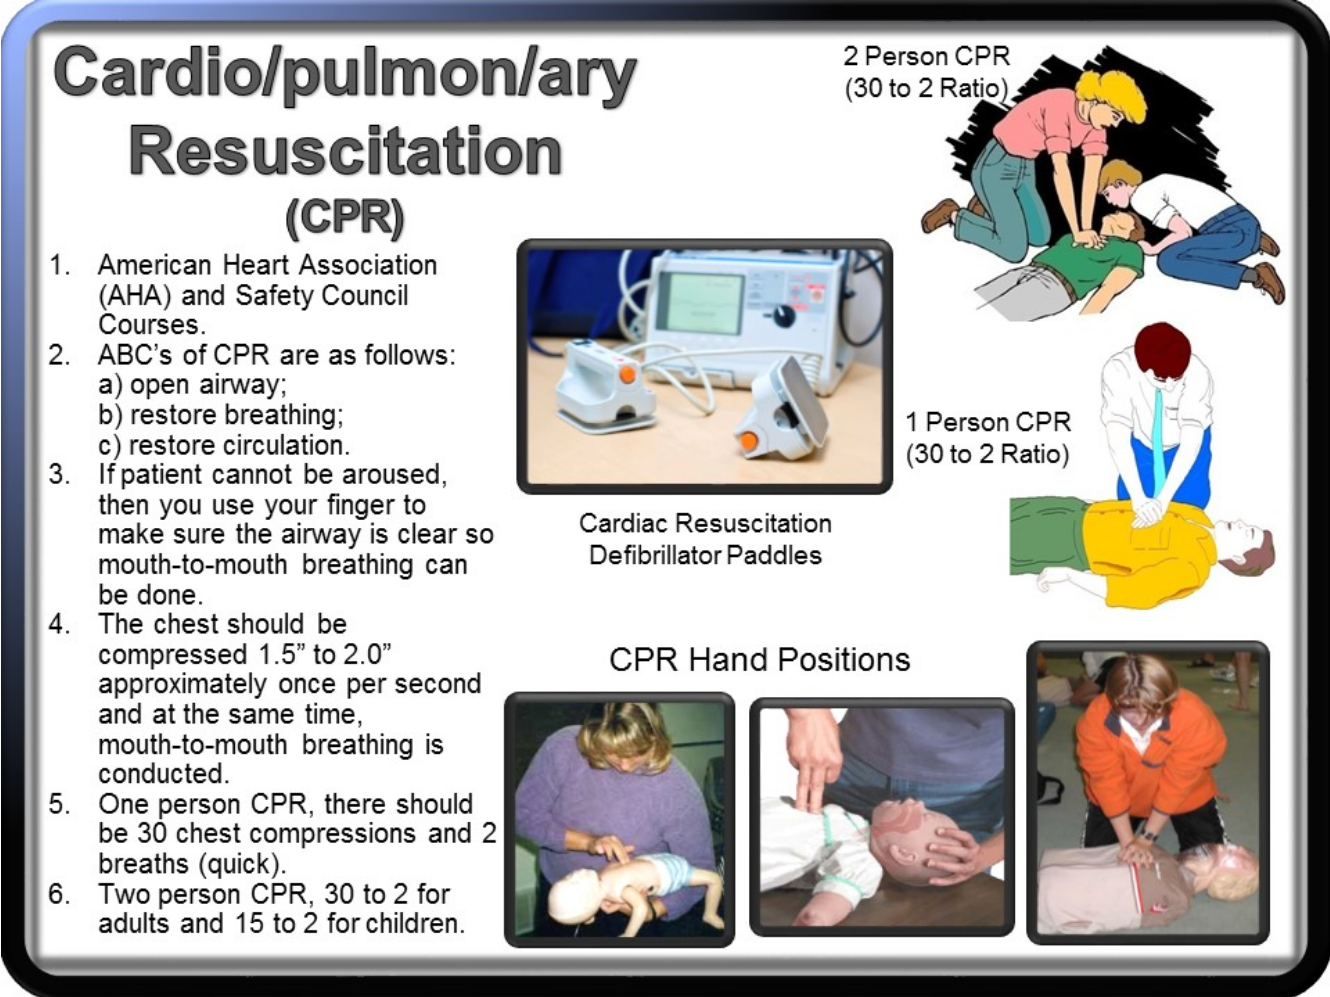 Cardio/pulmon/ary
Resuscitation
(CPR)
1. American Heart Association
(AHA) and Safety Council
Courses.
2. ABC's of CPR are as follows:
a) open airway;
b) restore breathing;
c) restore circulation.
3. If patient cannot be aroused,
then you use your finger to
make sure the airway is clear so
mouth-to-mouth breathing can
be done.
4. The chest should be
compressed 1.5” to 2.0”
approximately once per second
and at the same time,
mouth-to-mouth breathing is
conducted.
5. One person CPR, there should
be 30 chest compressions and 2
breaths (quick).
6. Two person CPR, 30 to 2 for
adults and 15 to 2 for children.
2 Person CPR
(30 to 2 Ratio)
Cardiac Resuscitation
Defibrillator Paddles
1 Person CPR
(30 to 2 Ratio)
CPR Hand Positions